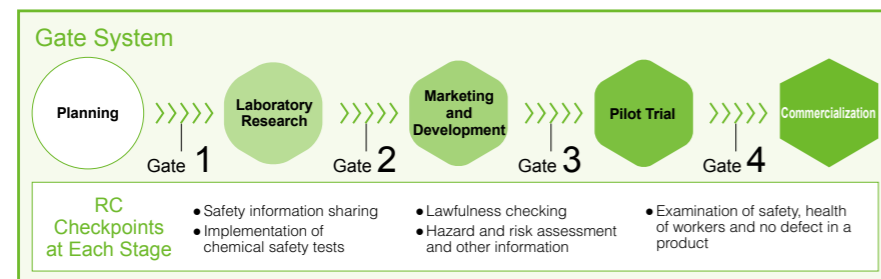 Gate System
Planning
Laboratory
Research
Marketing
and
Development
Pilot Trial
Commercialization
Gate 1
Gate 2
Gate 3
Gate 4
RC
Checkpoints
at Each Stage
● Safety information sharing
● Implementation of
chemical safety tests
● Lawfulness checking
● Hazard and risk assessment
and other information
● Examination of safety, health
of workers and no defect in a
product